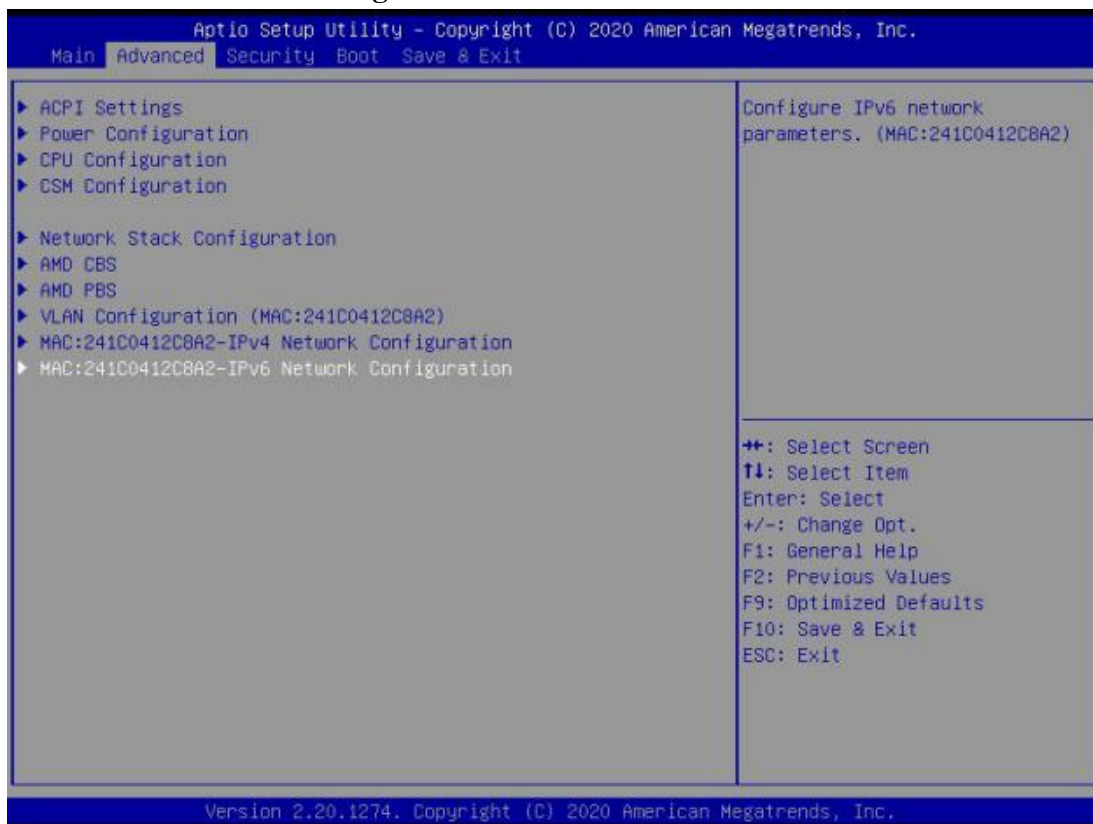 Aptio Setup Utility – Copyright (C) 2020 American Megatrends, Inc.
Main Advanced Security Boot Save & Exit
▶ ACPI Settings
▶ Power Configuration
▶ CPU Configuration
▶ CSM Configuration
▶ Network Stack Configuration
▶ AMD CBS
▶ AMD PBS
▶ VLAN Configuration (MAC:241C0412C8A2)
▶ MAC:241C0412C8A2-IPv4 Network Configuration
▶ MAC:241C0412C8A2-IPv6 Network Configuration
Configure IPv6 network
parameters. (MAC:241C0412C8A2)
→←: Select Screen
↑↓: Select Item
Enter: Select
+/-: Change Opt.
F1: General Help
F2: Previous Values
F9: Optimized Defaults
F10: Save & Exit
ESC: Exit
Version 2.20.1274. Copyright (C) 2020 American Megatrends, Inc.